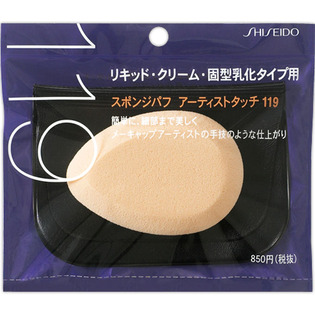 SHISEIDO
119
リキッド・クリーム・固型乳化タイプ用
スポンジパフ アーティストタッチ 119
簡単に、細部まで美しく
メーキャップアーティストの手技のような仕上がり
850円(税抜)